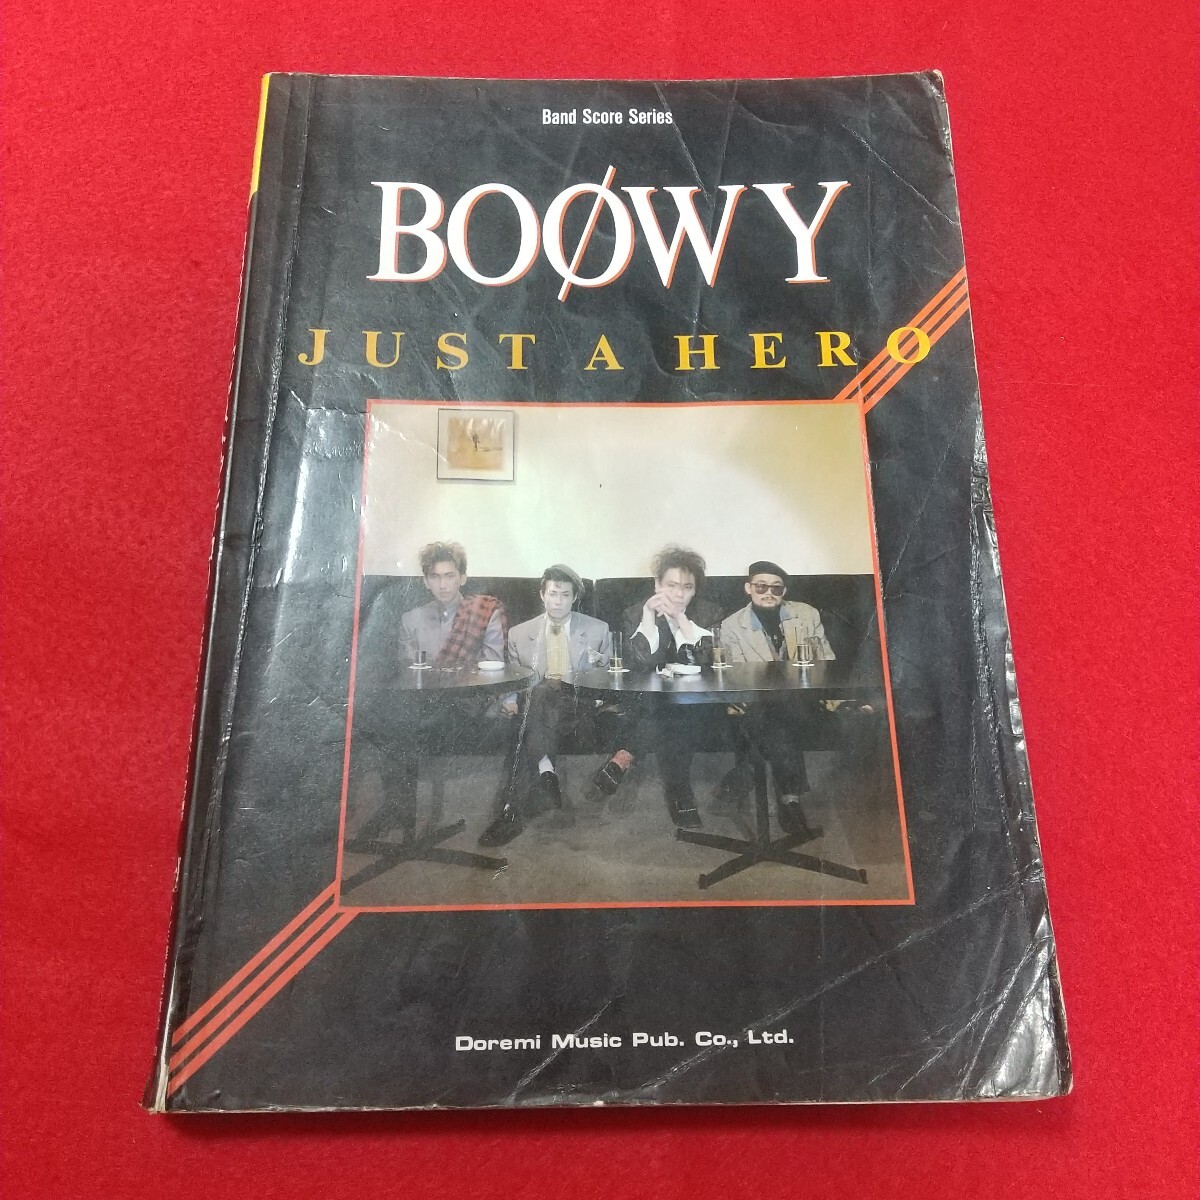 Band Score Series
BOØWY
JUST A HERO
Doremi Music Pub. Co., Ltd.